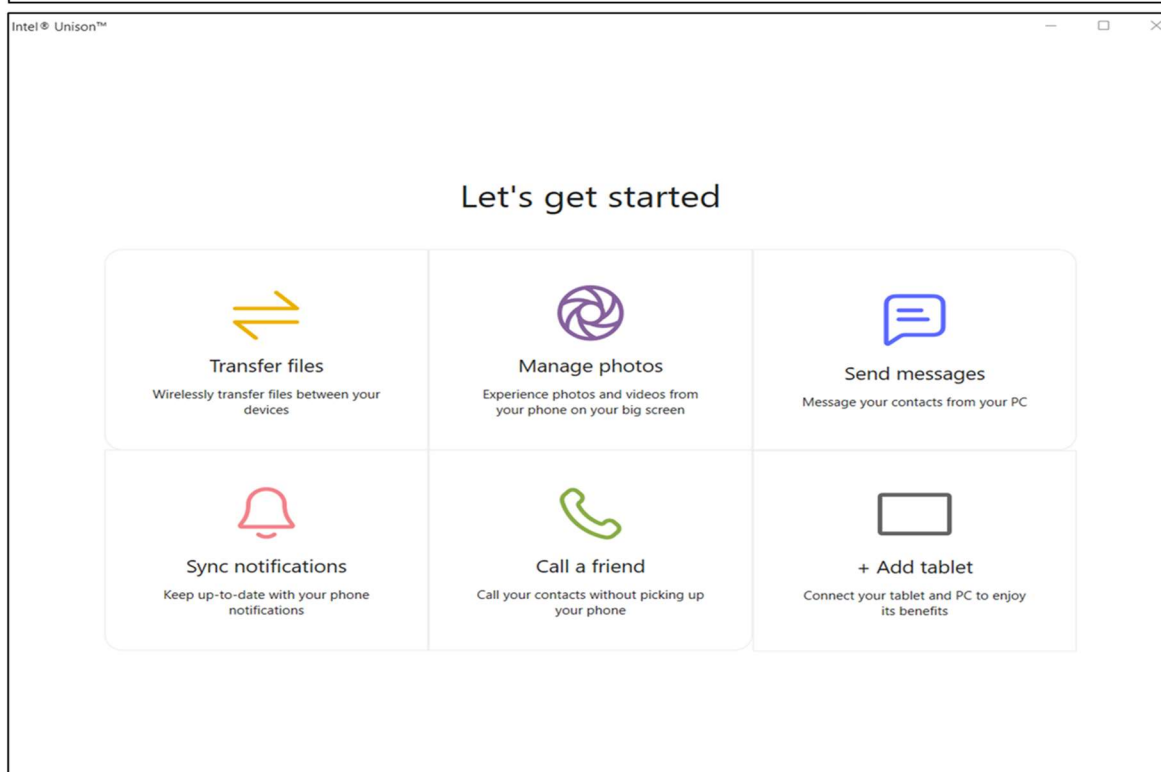 Intel® Unison™
Let's get started
Transfer files
Wirelessly transfer files between your
devices
Manage photos
Experience photos and videos from
your phone on your big screen
Send messages
Message your contacts from your PC
Sync notifications
Keep up-to-date with your phone
notifications
Call a friend
Call your contacts without picking up
your phone
+ Add tablet
Connect your tablet and PC to enjoy
its benefits